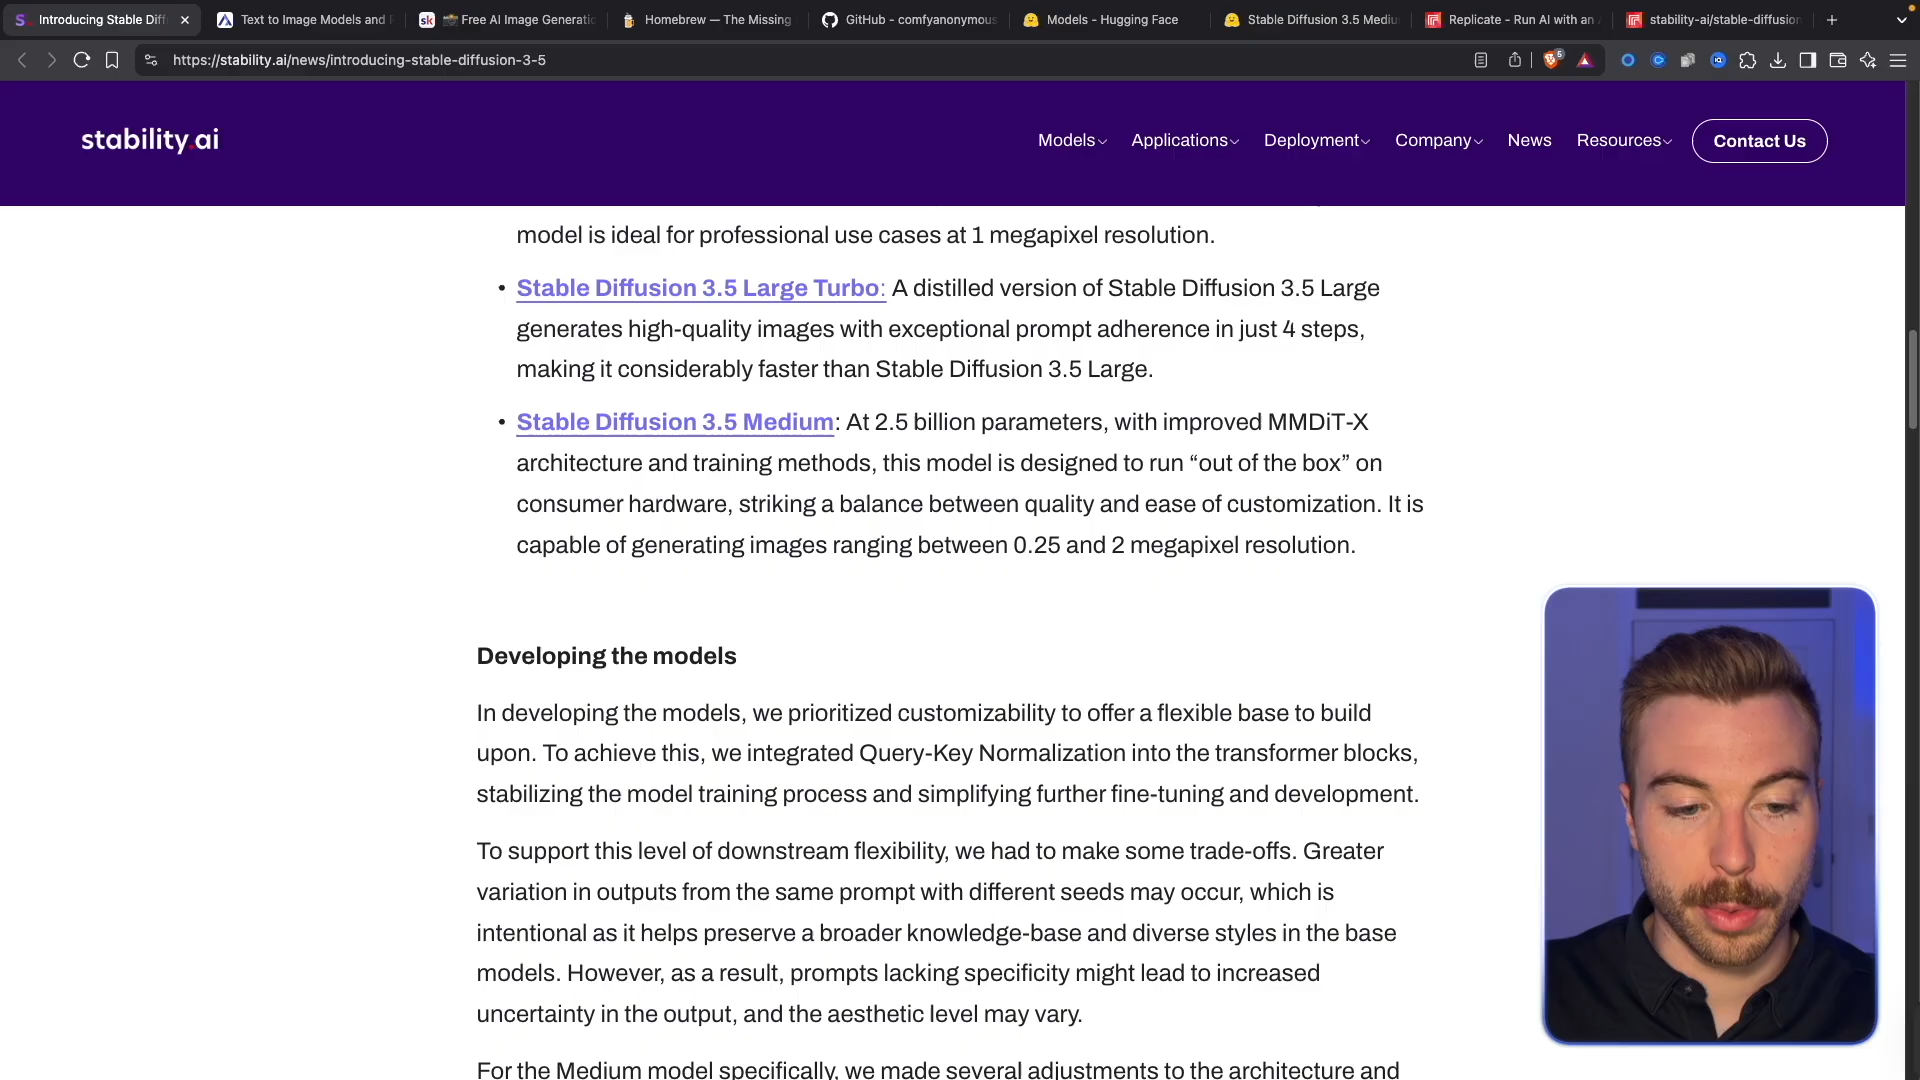 Introducing Stable Diff
Text to Image Models and
Free AI Image Generatio
Homebrew — The Missing
GitHub - comfyanonymous
Models - Hugging Face
Stable Diffusion 3.5 Mediu
Replicate - Run AI with an
stability-ai/stable-diffusion
https://stability.ai/news/introducing-stable-diffusion-3-5
stability.ai
Models
Applications
Deployment
Company
News
Resources
Contact Us
model is ideal for professional use cases at 1 megapixel resolution.
• Stable Diffusion 3.5 Large Turbo: A distilled version of Stable Diffusion 3.5 Large
generates high-quality images with exceptional prompt adherence in just 4 steps,
making it considerably faster than Stable Diffusion 3.5 Large.
• Stable Diffusion 3.5 Medium: At 2.5 billion parameters, with improved MMDiT-X
architecture and training methods, this model is designed to run “out of the box” on
consumer hardware, striking a balance between quality and ease of customization. It is
capable of generating images ranging between 0.25 and 2 megapixel resolution.
Developing the models
In developing the models, we prioritized customizability to offer a flexible base to build
upon. To achieve this, we integrated Query-Key Normalization into the transformer blocks,
stabilizing the model training process and simplifying further fine-tuning and development.
To support this level of downstream flexibility, we had to make some trade-offs. Greater
variation in outputs from the same prompt with different seeds may occur, which is
intentional as it helps preserve a broader knowledge-base and diverse styles in the base
models. However, as a result, prompts lacking specificity might lead to increased
uncertainty in the output, and the aesthetic level may vary.
For the Medium model specifically, we made several adjustments to the architecture and